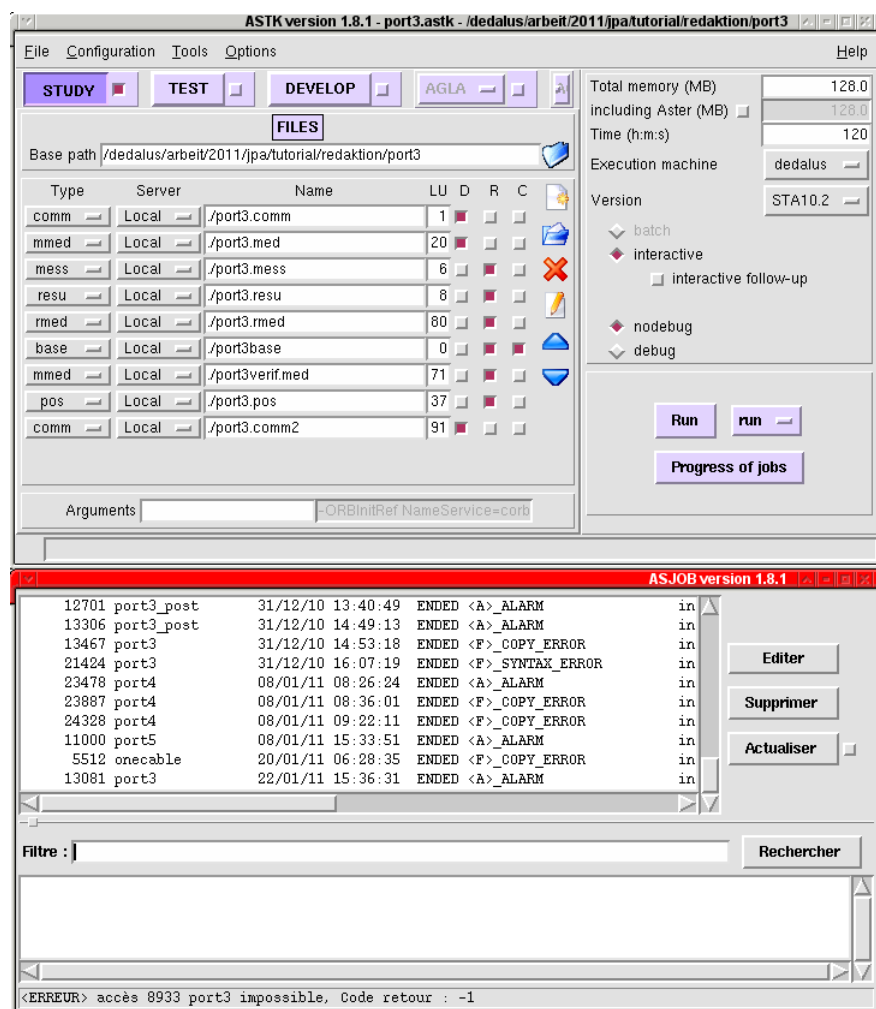 ASTK version 1.8.1 - port3.astk - /dedalus/arbeit/2011/jpa/tutorial/redaktion/port3
File Configuration Tools Options Help
STUDY TEST DEVELOP AGLA
FILES
Base path /dedalus/arbeit/2011/jpa/tutorial/redaktion/port3
Type Server Name LU D R C
comm Local ./port3.comm 1
mmed Local ./port3.med 20
mess Local ./port3.mess 6
resu Local ./port3.resu 8
rmed Local ./port3.rmed 80
base Local ./port3base 0
mmed Local ./port3verif.med 71
pos Local ./port3.pos 37
comm Local ./port3.comm2 91
Arguments -ORBInitRef NameService=corb
Total memory (MB) 128.0
including Aster (MB) 128.0
Time (h:m:s) 120
Execution machine dedalus
Version STA10.2
batch
interactive
interactive follow-up
nodebug
debug
Run run
Progress of jobs
ASJOB version 1.8.1
12701 port3_post 31/12/10 13:40:49 ENDED <A>_ALARM in
13306 port3_post 31/12/10 14:49:13 ENDED <A>_ALARM in
13467 port3 31/12/10 14:53:18 ENDED <F>_COPY_ERROR in
21424 port3 31/12/10 16:07:19 ENDED <F>_SYNTAX_ERROR in
23478 port4 08/01/11 08:26:24 ENDED <A>_ALARM in
23887 port4 08/01/11 08:36:01 ENDED <F>_COPY_ERROR in
24328 port4 08/01/11 09:22:11 ENDED <F>_COPY_ERROR in
11000 port5 08/01/11 15:33:51 ENDED <A>_ALARM in
5512 onecable 20/01/11 06:28:35 ENDED <F>_COPY_ERROR in
13081 port3 22/01/11 15:36:31 ENDED <A>_ALARM in
Editer
Supprimer
Actualiser
Filtre : Rechercher
<ERREUR> accès 8933 port3 impossible, Code retour : -1